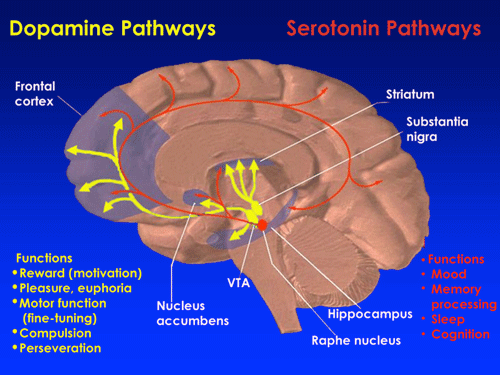 Dopamine Pathways
Serotonin Pathways
Frontal
cortex
Striatum
Substantia
nigra
Functions
•Reward (motivation)
•Pleasure, euphoria
•Motor function
(fine-tuning)
•Compulsion
•Perseveration
Nucleus
accumbens
VTA
Hippocampus
Raphe nucleus
•
•Functions
• Mood
• Memory
processing
• Sleep
• Cognition